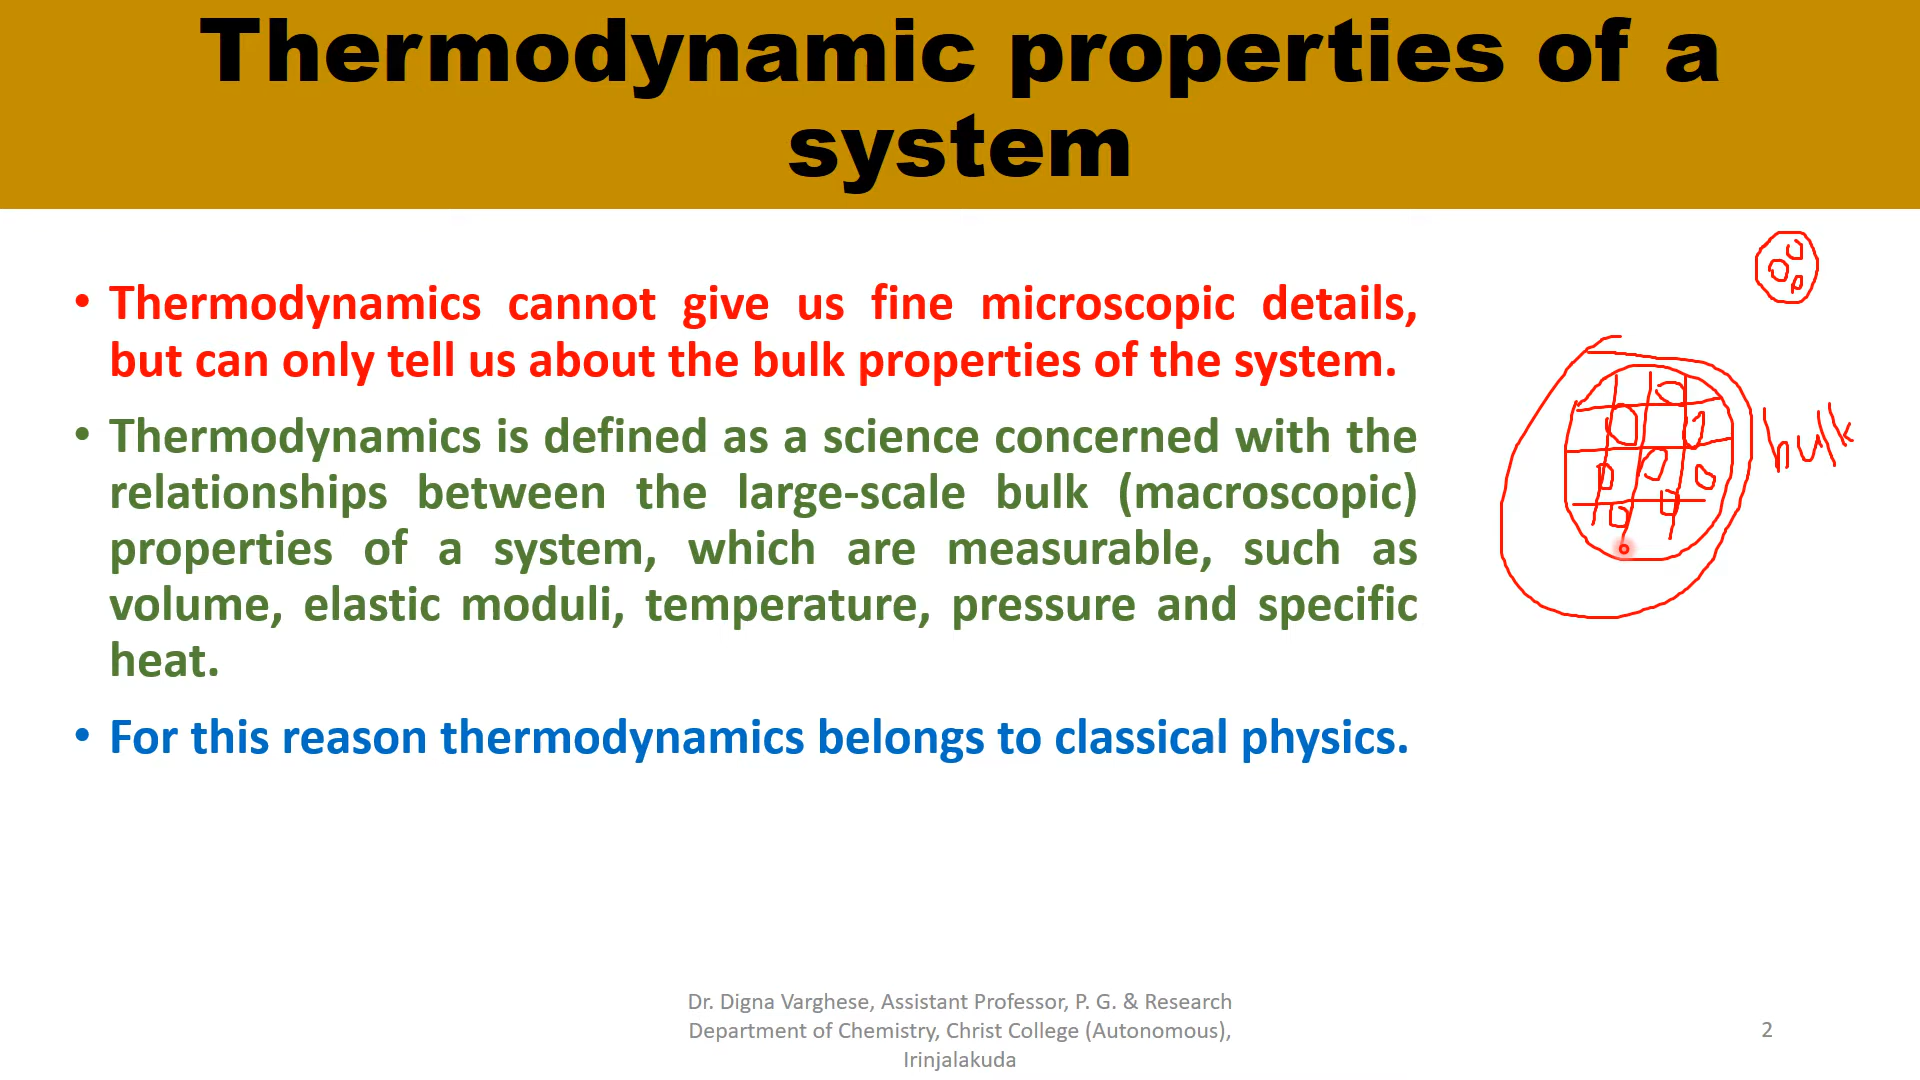 Thermodynamic properties of a
system
• Thermodynamics cannot give us fine microscopic details,
but can only tell us about the bulk properties of the system.
• Thermodynamics is defined as a science concerned with the
relationships between the large-scale bulk (macroscopic)
properties of a system, which are measurable, such as
volume, elastic moduli, temperature, pressure and specific
heat.
• For this reason thermodynamics belongs to classical physics.
bulk
Dr. Digna Varghese, Assistant Professor, P. G. & Research
Department of Chemistry, Christ College (Autonomous),
Irinjalakuda
2